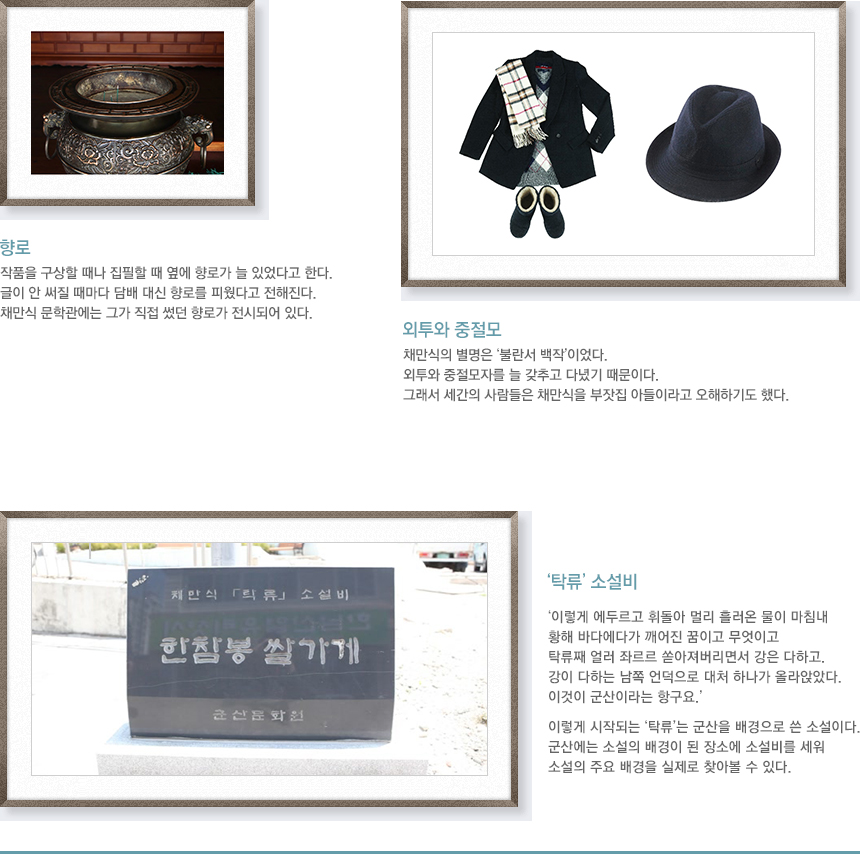 향로
작품을 구상할 때나 집필할 때 옆에 향로가 늘 있었다고 한다.
글이 안 써질 때마다 담배 대신 향로를 피웠다고 전해진다.
채만식 문학관에는 그가 직접 썼던 향로가 전시되어 있다.
외투와 중절모
채만식의 별명은 ‘불란서 백작’이었다.
외투와 중절모자를 늘 갖추고 다녔기 때문이다.
그래서 세간의 사람들은 채만식을 부잣집 아들이라고 오해하기도 했다.
채만식 「탁류」 소설비
한참봉 쌀가게
군산문화원
‘탁류’ 소설비
‘이렇게 에두르고 휘돌아 멀리 흘러온 물이 마침내
황해 바다에다가 깨어진 꿈이고 무엇이고
탁류째 얼러 좌르르 쏟아져버리면서 강은 다하고,
강이 다하는 남쪽 언덕으로 대처 하나가 올라앉았다.
이것이 군산이라는 항구요.’
이렇게 시작되는 ‘탁류’는 군산을 배경으로 쓴 소설이다.
군산에는 소설의 배경이 된 장소에 소설비를 세워
소설의 주요 배경을 실제로 찾아볼 수 있다.